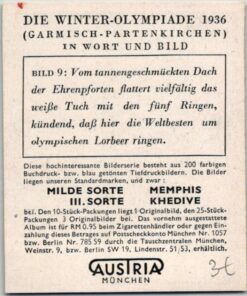 DIE WINTER-OLYMPIADE 1936
(GARMISCH-PARTENKIRCHEN)
IN WORT UND BILD
BILD 9: Vom tannengeschmückten Dach
der Ehrenpforten flattert vielfältig das
weiße Tuch mit den fünf Ringen,
kündend, daß hier die Weltbesten um
olympischen Lorbeer ringen.
Diese hochinteressante Bilderserie besteht aus 200 farbigen
Buchdruck- bzw. blau getönten Tiefdruckbildern. Die Bilder
liegen unseren Standardmarken, und zwar:
MILDE SORTE MEMPHIS
III. SORTE KHEDIVE
bei. Den 10-Stück-Packungen liegt 1 Originalbild, den 25-Stück-
Packungen 3 Originalbilder bei. Das vornehm ausgestattete
Album ist für RM 0.95 beim Zigarettenhändler oder gegen Ein-
sendung dieses Betrages auf Postscheckkonto München Nr. 1057
bzw. Berlin Nr. 785 59 durch die Tauschzentralen München,
Weinstr. 9, bzw. Berlin SW 19, Lindenstr. 51/53, erhältlich.
AUSTRIA
MÜNCHEN